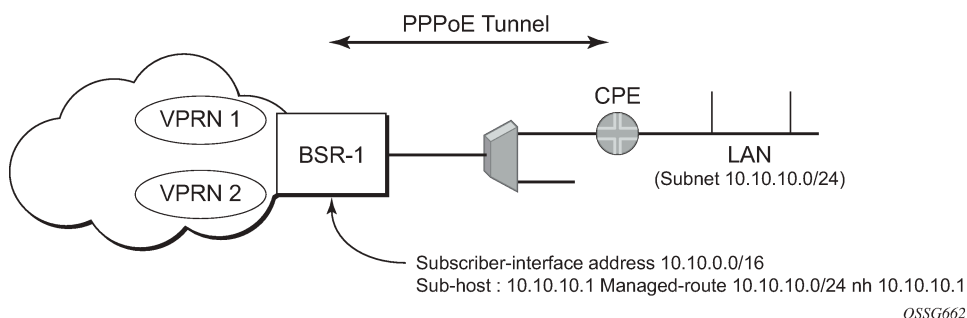 PPPoE Tunnel
CPE
VPRN 1
BSR-1
VPRN 2
LAN
(Subnet 10.10.10.0/24)
Subscriber-interface address 10.10.0.0/16
Sub-host : 10.10.10.1 Managed-route 10.10.10.0/24 nh 10.10.10.1
OSSG662